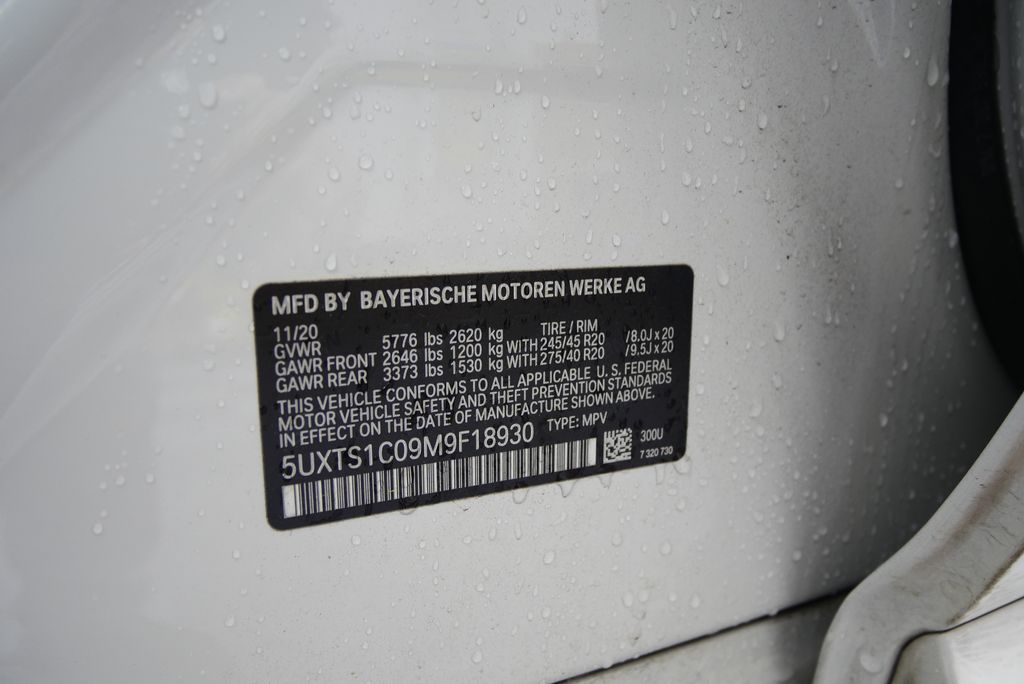 MFD BY BAYERISCHE MOTOREN WERKE AG
11/20 TIRE / RIM
GVWR 5776 lbs 2620 kg
GAWR FRONT 2646 lbs 1200 kg WITH 245/45 R20 /8.0J x 20
GAWR REAR 3373 lbs 1530 kg WITH 275/40 R20 /9.5J x 20
THIS VEHICLE CONFORMS TO ALL APPLICABLE U.S. FEDERAL
MOTOR VEHICLE SAFETY AND THEFT PREVENTION STANDARDS
IN EFFECT ON THE DATE OF MANUFACTURE SHOWN ABOVE.
5UXTS1C09M9F18930 TYPE: MPV
300U
7 320 730